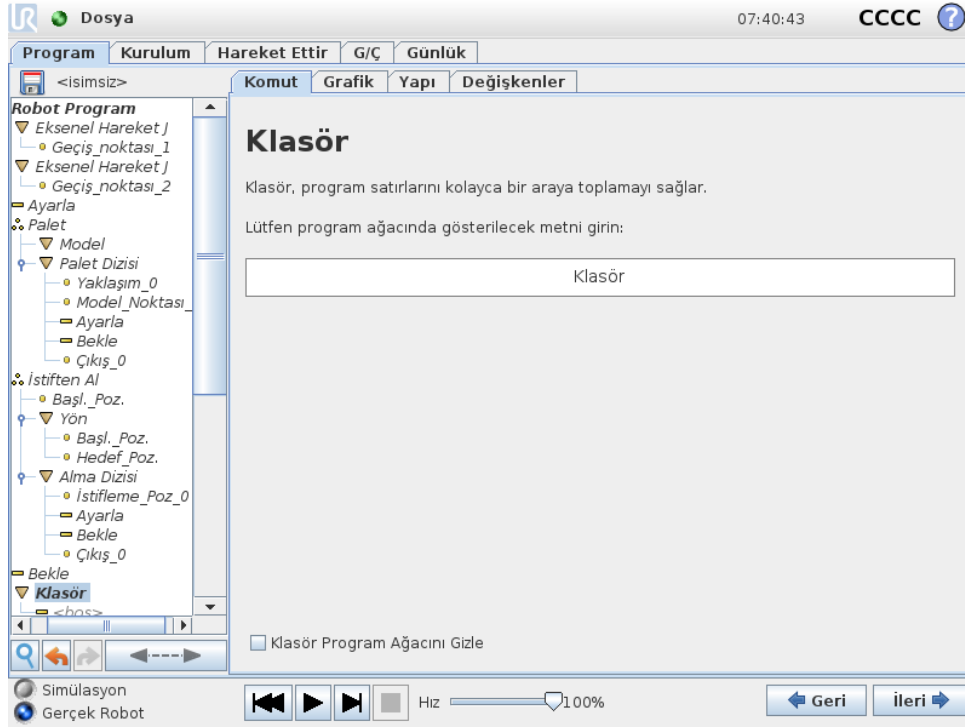 Dosya 07:40:43 CCCC ?
Program Kurulum Hareket Ettir G/Ç Günlük
<isimsiz>
Komut Grafik Yapı Değişkenler
Robot Program
Eksenel Hareket J
Geçiş_noktası_1
Eksenel Hareket J
Geçiş_noktası_2
Ayarla
Palet
Model
Palet Dizisi
Yaklaşım_0
Model_Noktası_
Ayarla
Bekle
Çıkış_0
İstiften Al
Başl._Poz.
Yön
Başl._Poz.
Hedef_Poz.
Alma Dizisi
İstifleme_Poz_0
Ayarla
Bekle
Çıkış_0
Bekle
Klasör
<boş>
Klasör
Klasör, program satırlarını kolayca bir araya toplamayı sağlar.
Lütfen program ağacında gösterilecek metni girin:
Klasör
Klasör Program Ağacını Gizle
Simülasyon
Gerçek Robot
Hız 100%
Geri İleri